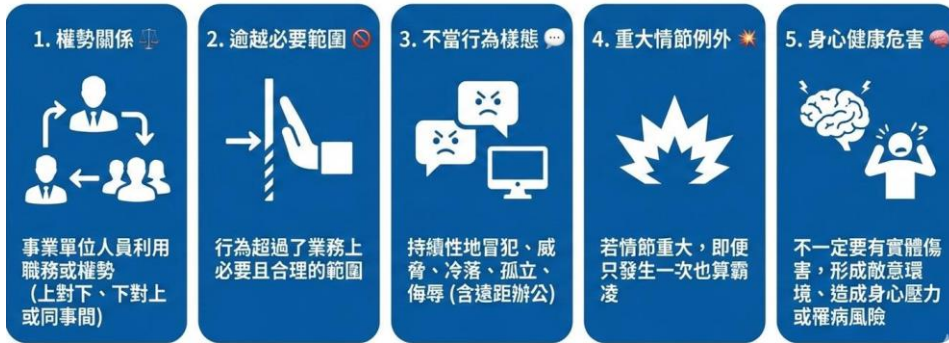 1. 權勢關係
事業單位人員利用
職務或權勢
(上對下、下對上
或同事間)
2. 逾越必要範圍
行為超過了業務上
必要且合理的範圍
3. 不當行為樣態
持續性地冒犯、威
脅、冷落、孤立、
侮辱 (含遠距辦公)
4. 重大情節例外
若情節重大,即便
只發生一次也算霸
凌
5. 身心健康危害
不一定要有實體傷
害,形成敵意環
境、造成身心壓力
或罹病風險